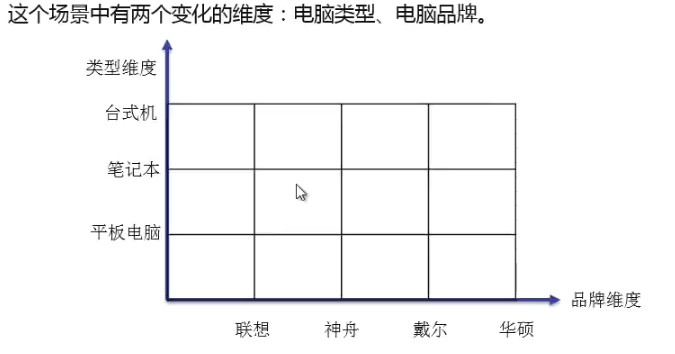 这个场景中有两个变化的维度：电脑类型、电脑品牌。
类型维度
台式机
笔记本
平板电脑
品牌维度
联想 神舟 戴尔 华硕